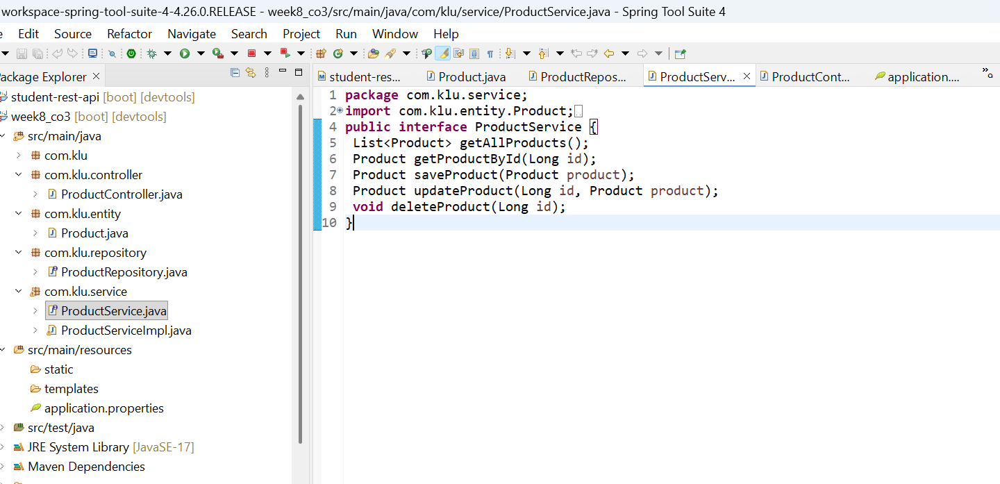 workspace-spring-tool-suite-4-4.26.0.RELEASE - week8_co3/src/main/java/com/klu/service/ProductService.java - Spring Tool Suite 4
e Edit Source Refactor Navigate Search Project Run Window Help
ackage Explorer
student-rest-api [boot] [devtools]
week8_co3 [boot] [devtools]
src/main/java
com.klu
com.klu.controller
ProductController.java
com.klu.entity
Product.java
com.klu.repository
ProductRepository.java
com.klu.service
ProductService.java
ProductServiceImpl.java
src/main/resources
static
templates
application.properties
src/test/java
JRE System Library [JavaSE-17]
Maven Dependencies
student-res... Product.java ProductRepos... ProductServ... ProductCont... application....
1 package com.klu.service;
2 import com.klu.entity.Product;
4 public interface ProductService {
5 List<Product> getAllProducts();
6 Product getProductById(Long id);
7 Product saveProduct(Product product);
8 Product updateProduct(Long id, Product product);
9 void deleteProduct(Long id);
10 }